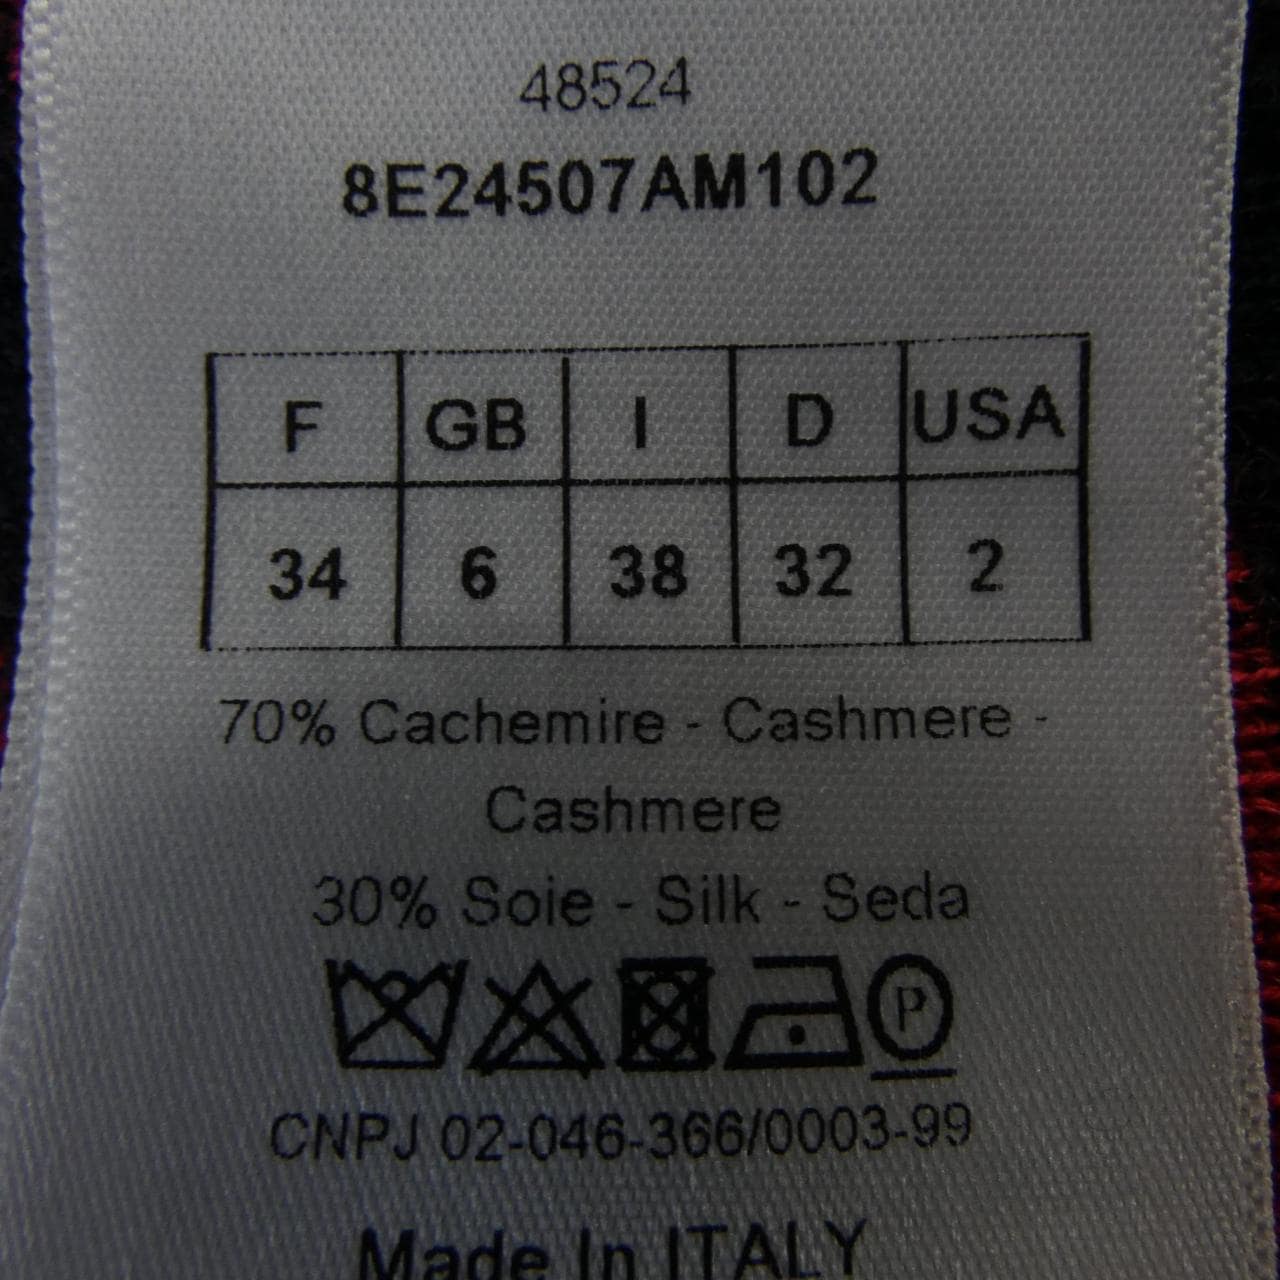 48524
8E24507AM102
F GB I D USA
34 6 38 32 2
70% Cachemire - Cashmere -
Cashmere
30% Soie - Silk - Seda
P
CNPJ 02-046-366/0003-99
Made In ITALY